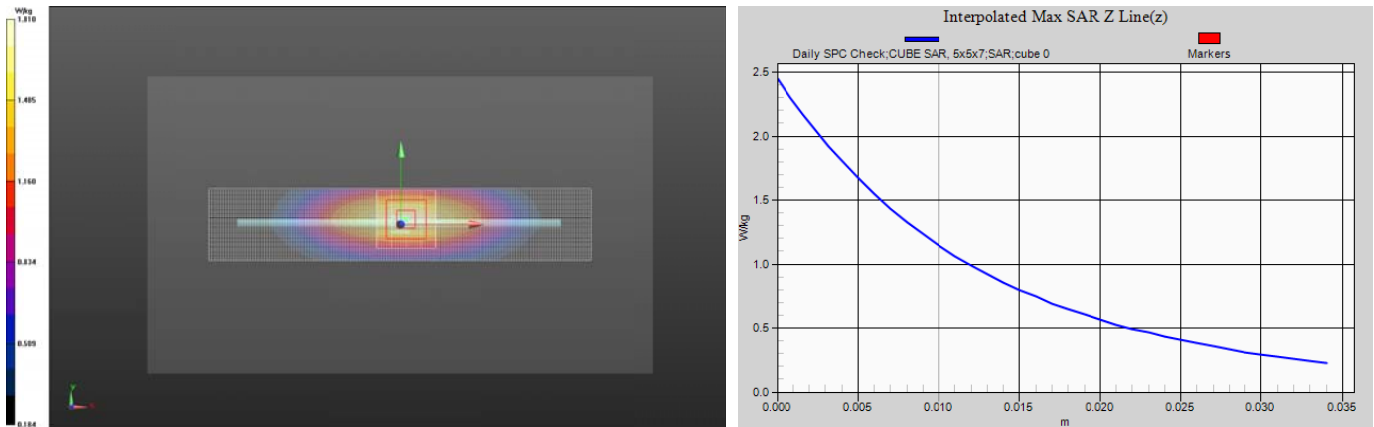 W/kg
1.810
1.485
1.160
0.834
0.509
0.184
Y
X
Interpolated Max SAR Z Line(z)
Daily SPC Check;CUBE SAR, 5x5x7;SAR;cube 0
Markers
2.5
2.0
1.5
1.0
0.5
0.0
W/kg
0.000 0.005 0.010 0.015 0.020 0.025 0.030 0.035
m